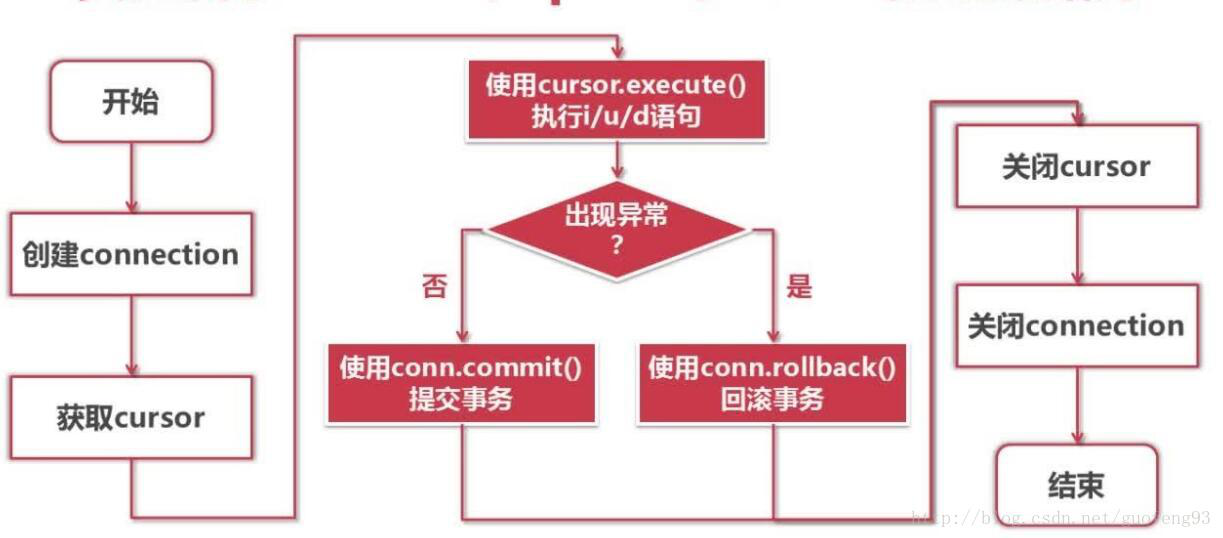 开始
创建connection
获取cursor
使用cursor.execute()
执行i/u/d语句
出现异常
?
否
是
使用conn.commit()
提交事务
使用conn.rollback()
回滚事务
关闭cursor
关闭connection
结束
http://blog.csdn.net/guofeng93